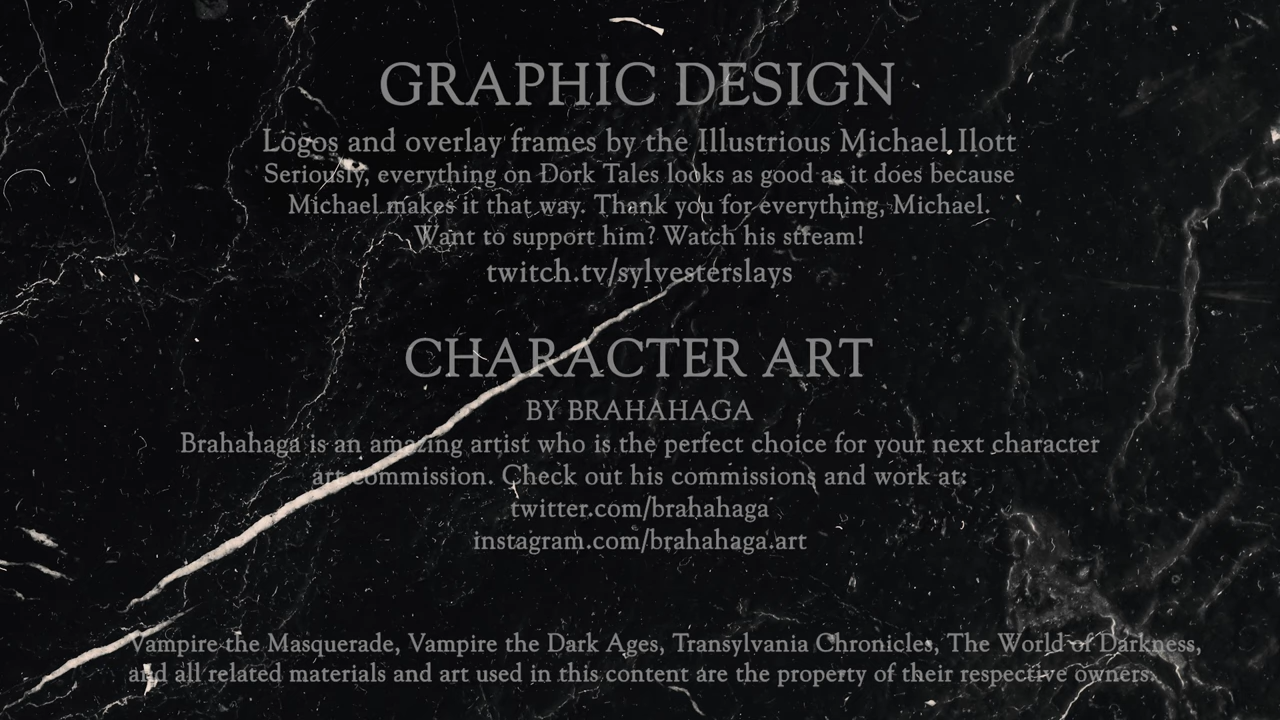 GRAPHIC DESIGN
Logos and overlay frames by the Illustrious Michael Ilott
Seriously, everything on Dork Tales looks as good as it does because
Michael makes it that way. Thank you for everything, Michael.
Want to support him? Watch his stream!
twitch.tv/sylvesterslays
CHARACTER ART
BY BRAHAHAGA
Brahahaga is an amazing artist who is the perfect choice for your next character
art commission. Check out his commissions and work at:
twitter.com/brahahaga
instagram.com/brahahaga.art
Vampire the Masquerade, Vampire the Dark Ages, Transylvania Chronicles, The World of Darkness,
and all related materials and art used in this content are the property of their respective owners.